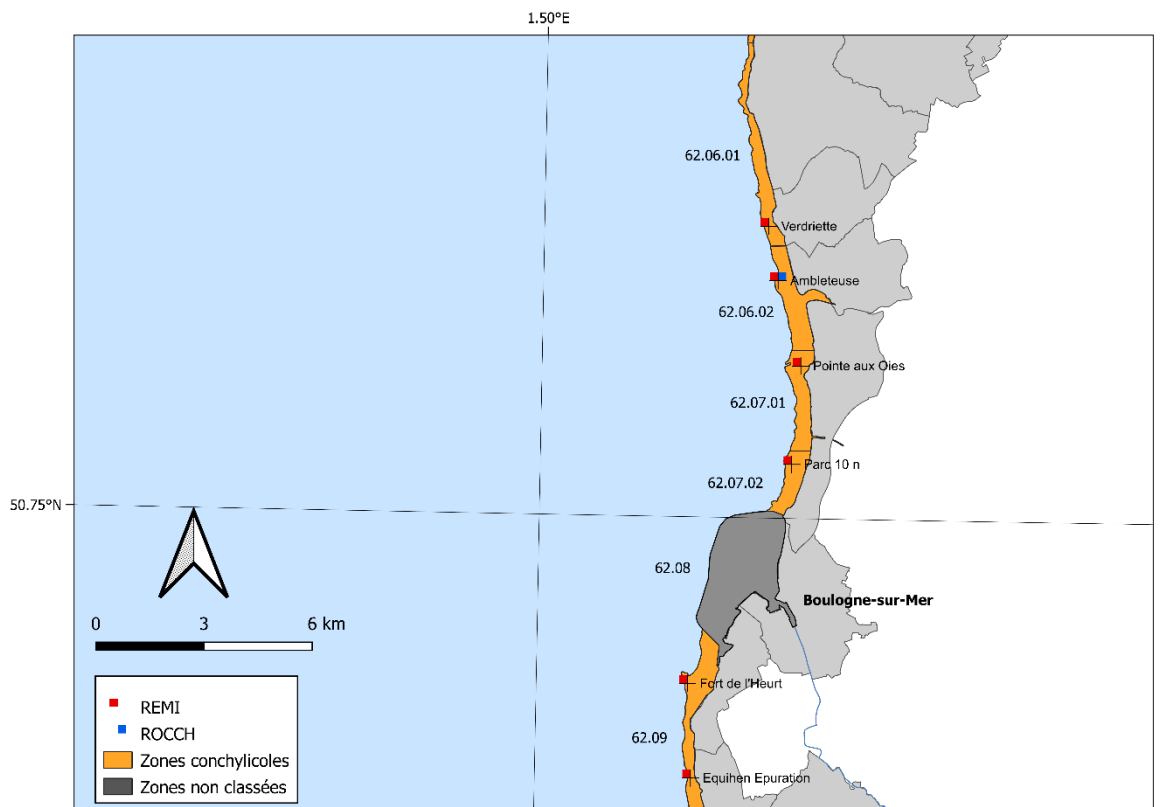 1.50°E
62.06.01
Verdriette
Ambleteuse
62.06.02
Pointe aux Oies
62.07.01
Parc 10 n
62.07.02
50.75°N
62.08
Boulogne-sur-Mer
0 3 6 km
Fort de l'Heurt
REMI
ROCCH
62.09
Zones conchylicoles
Equihen Epuration
Zones non classées